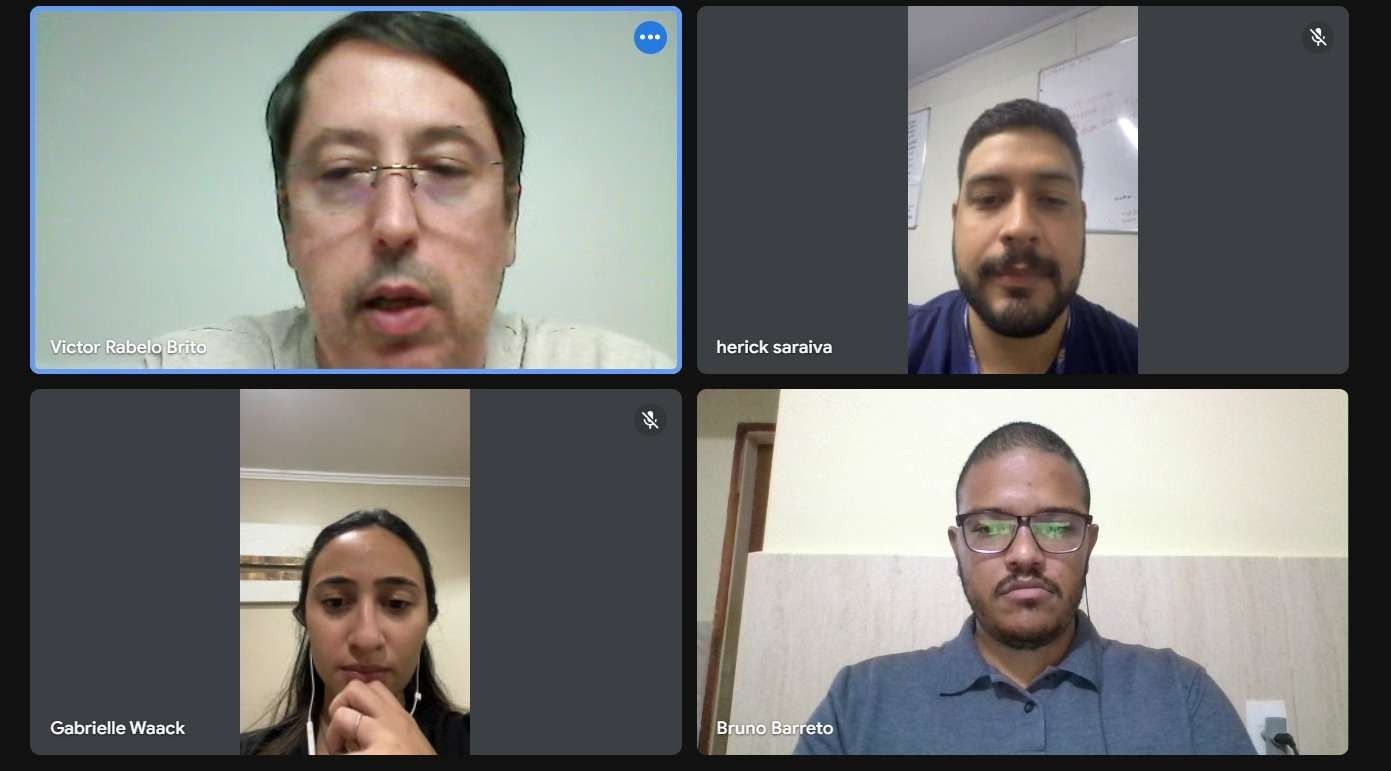 Victor Rabelo Brito
herick saraiva
Gabrielle Waack
Bruno Barreto